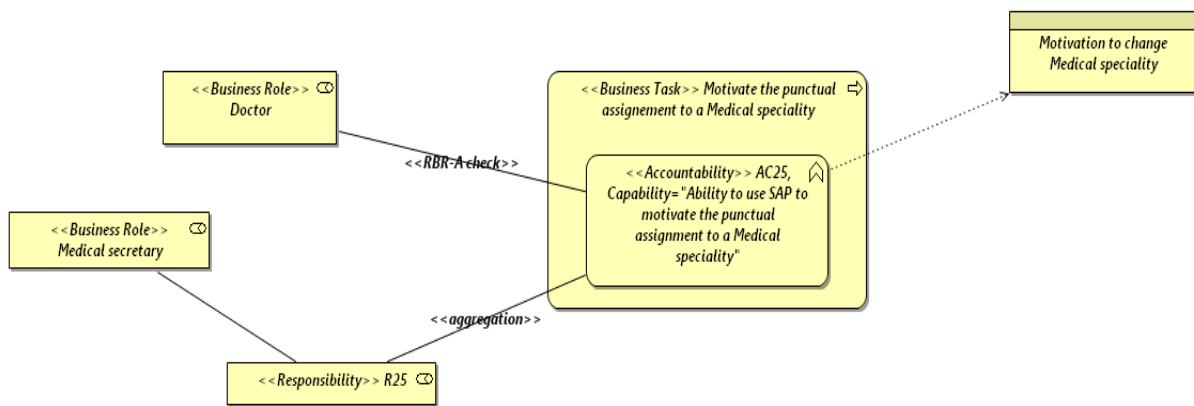 Motivation to change
Medical speciality
<<Business Role>>
Doctor
<<Business Task>> Motivate the punctual
assignement to a Medical speciality
<<RBR-A check>>
<<Accountability>> AC25,
Capability="Ability to use SAP to
motivate the punctual
assignment to a Medical
speciality"
<<Business Role>>
Medical secretary
<<aggregation>>
<<Responsibility>> R25